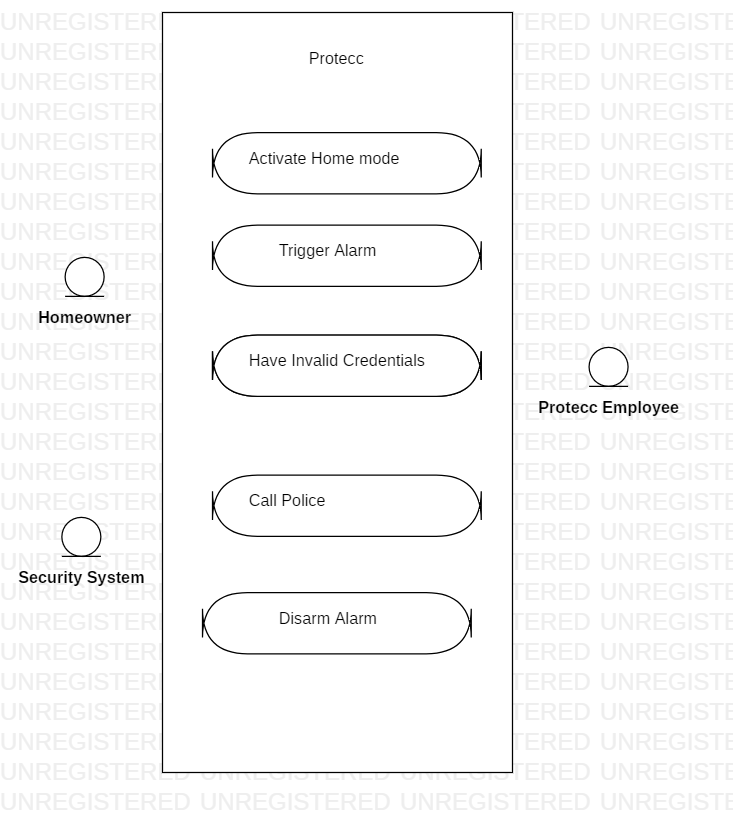 Protecc
Activate Home mode
Trigger Alarm
Homeowner
Have Invalid Credentials
Protecc Employee
Call Police
Security System
Disarm Alarm
UNREGISTERED UNREGISTERED UNREGISTERED UNREGISTE